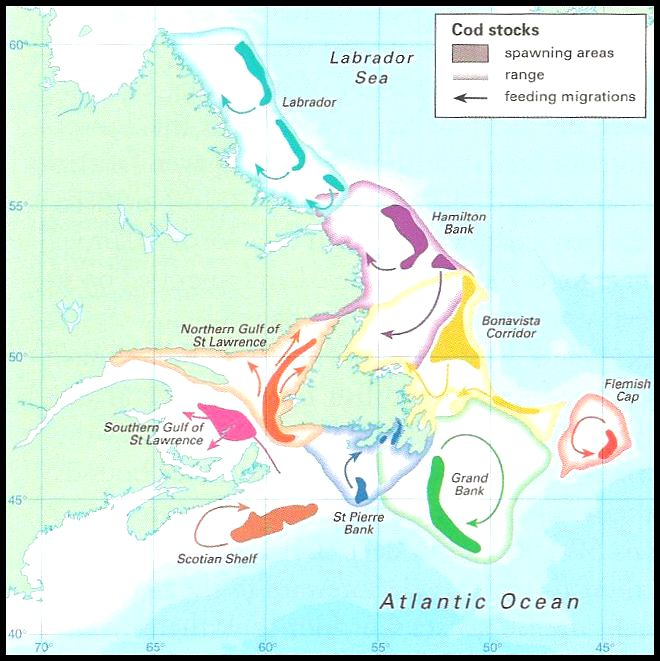 Cod stocks
spawning areas
range
feeding migrations
60°
Labrador
Sea
Labrador
55°
Hamilton
Bank
Northern Gulf of
St Lawrence
Bonavista
Corridor
50°
Flemish
Cap
Southern Gulf of
St Lawrence
Grand
Bank
45°
St Pierre
Bank
Scotian Shelf
Atlantic Ocean
40°
70°
65°
60°
55°
50°
45°